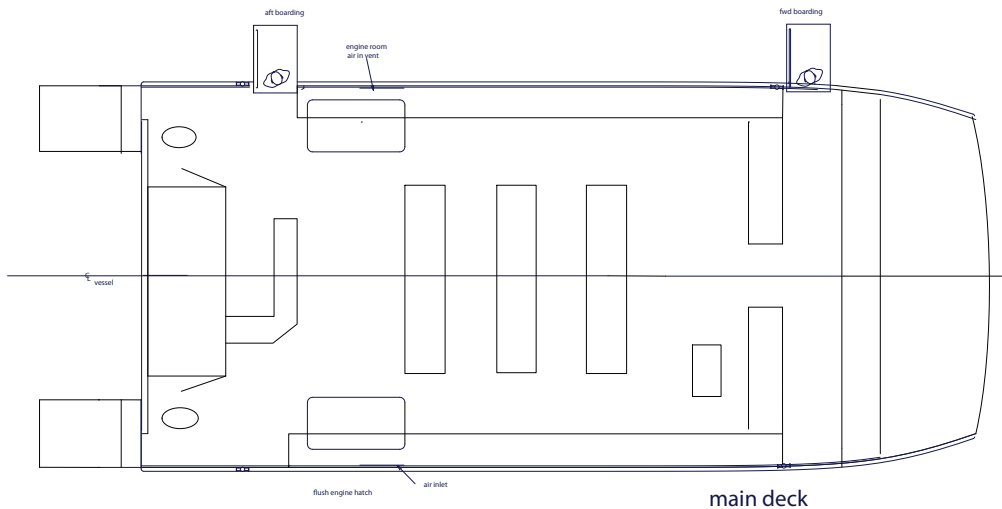 aft boarding
fwd boarding
engine room
air in vent
℄
vessel
air inlet
flush engine hatch
main deck